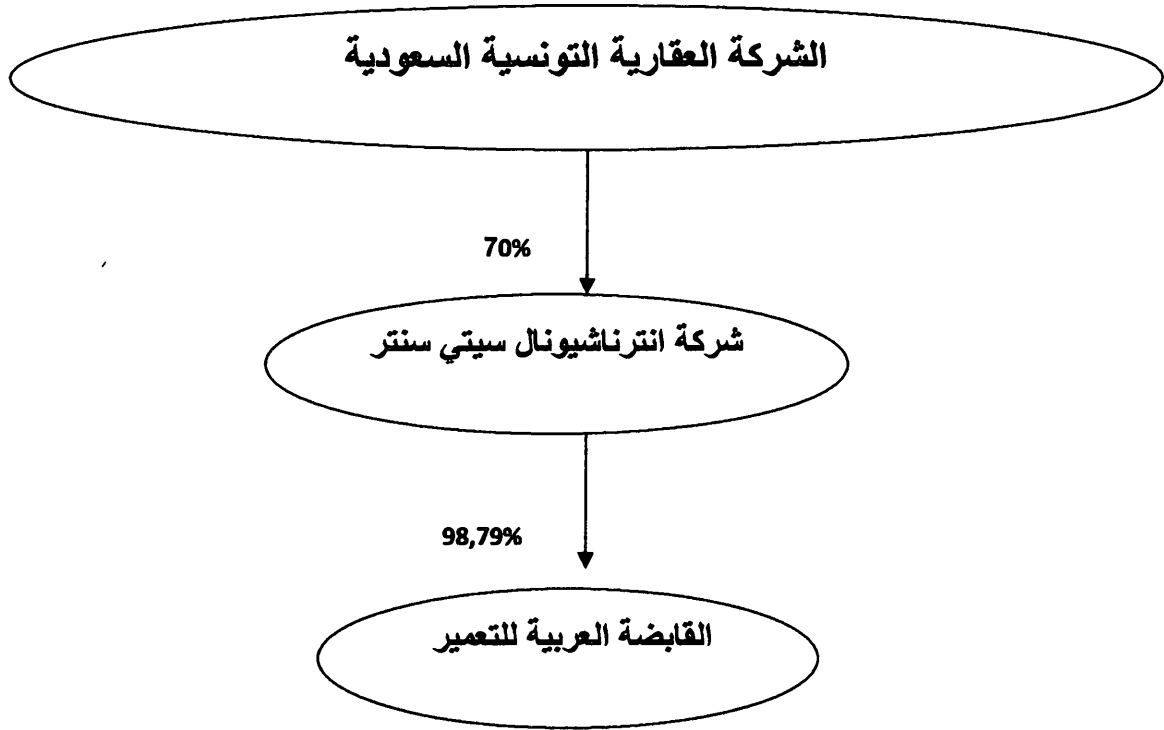 الشركة العقارية التونسية السعودية
70%
شركة انترناشيونال سيتي سنتر
98,79%
القابضة العربية للتعمير